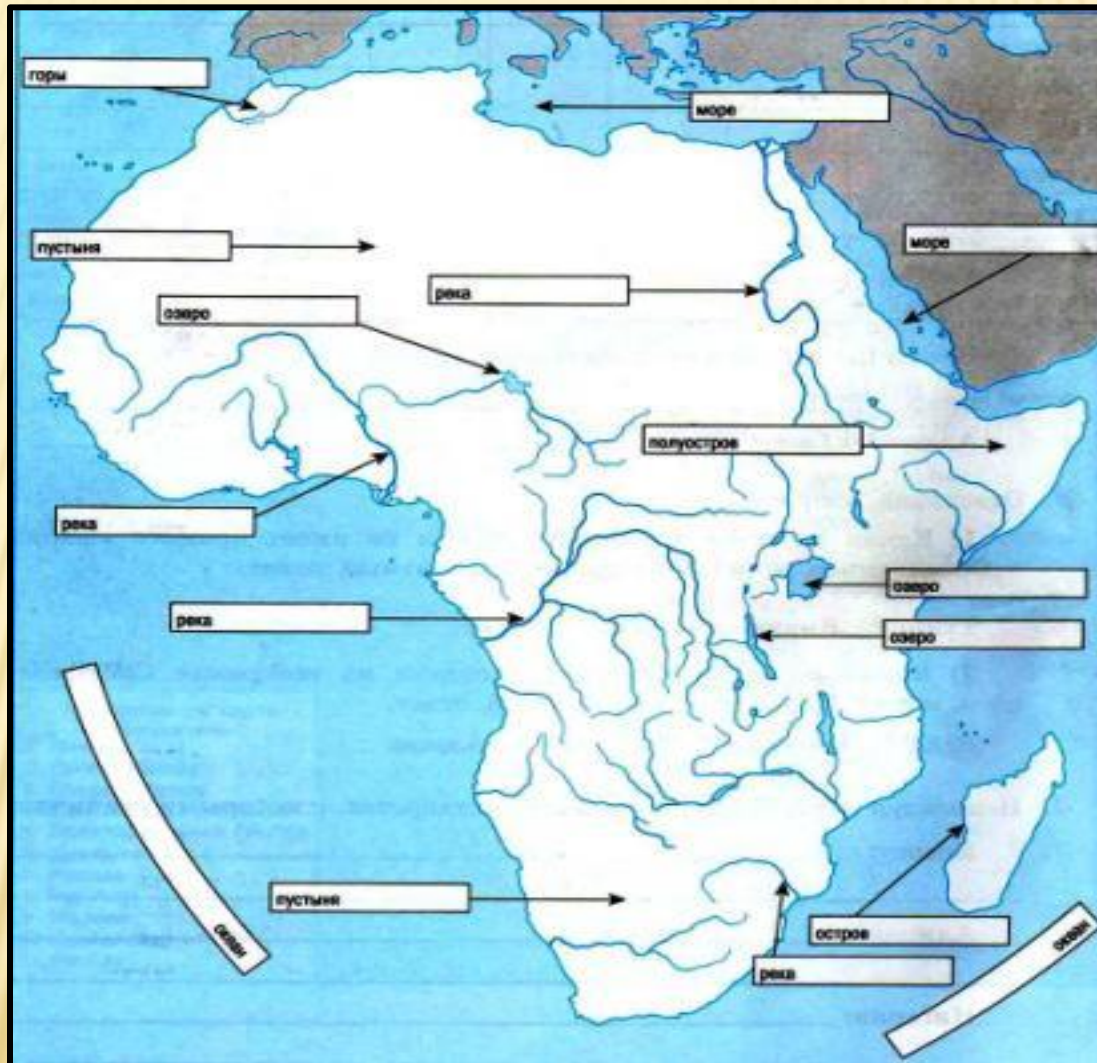 горы
море
пустыня
море
река
озеро
полуостров
река
озеро
река
озеро
пустыня
остров
океан
океан
река